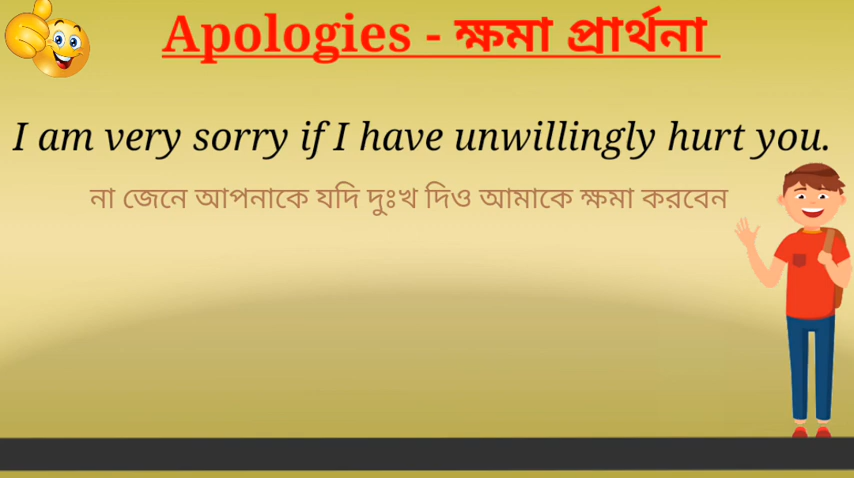 Apologies - ক্ষমা প্রার্থনা
I am very sorry if I have unwillingly hurt you.
না জেনে আপনাকে যদি দুঃখ দিও আমাকে ক্ষমা করবেন